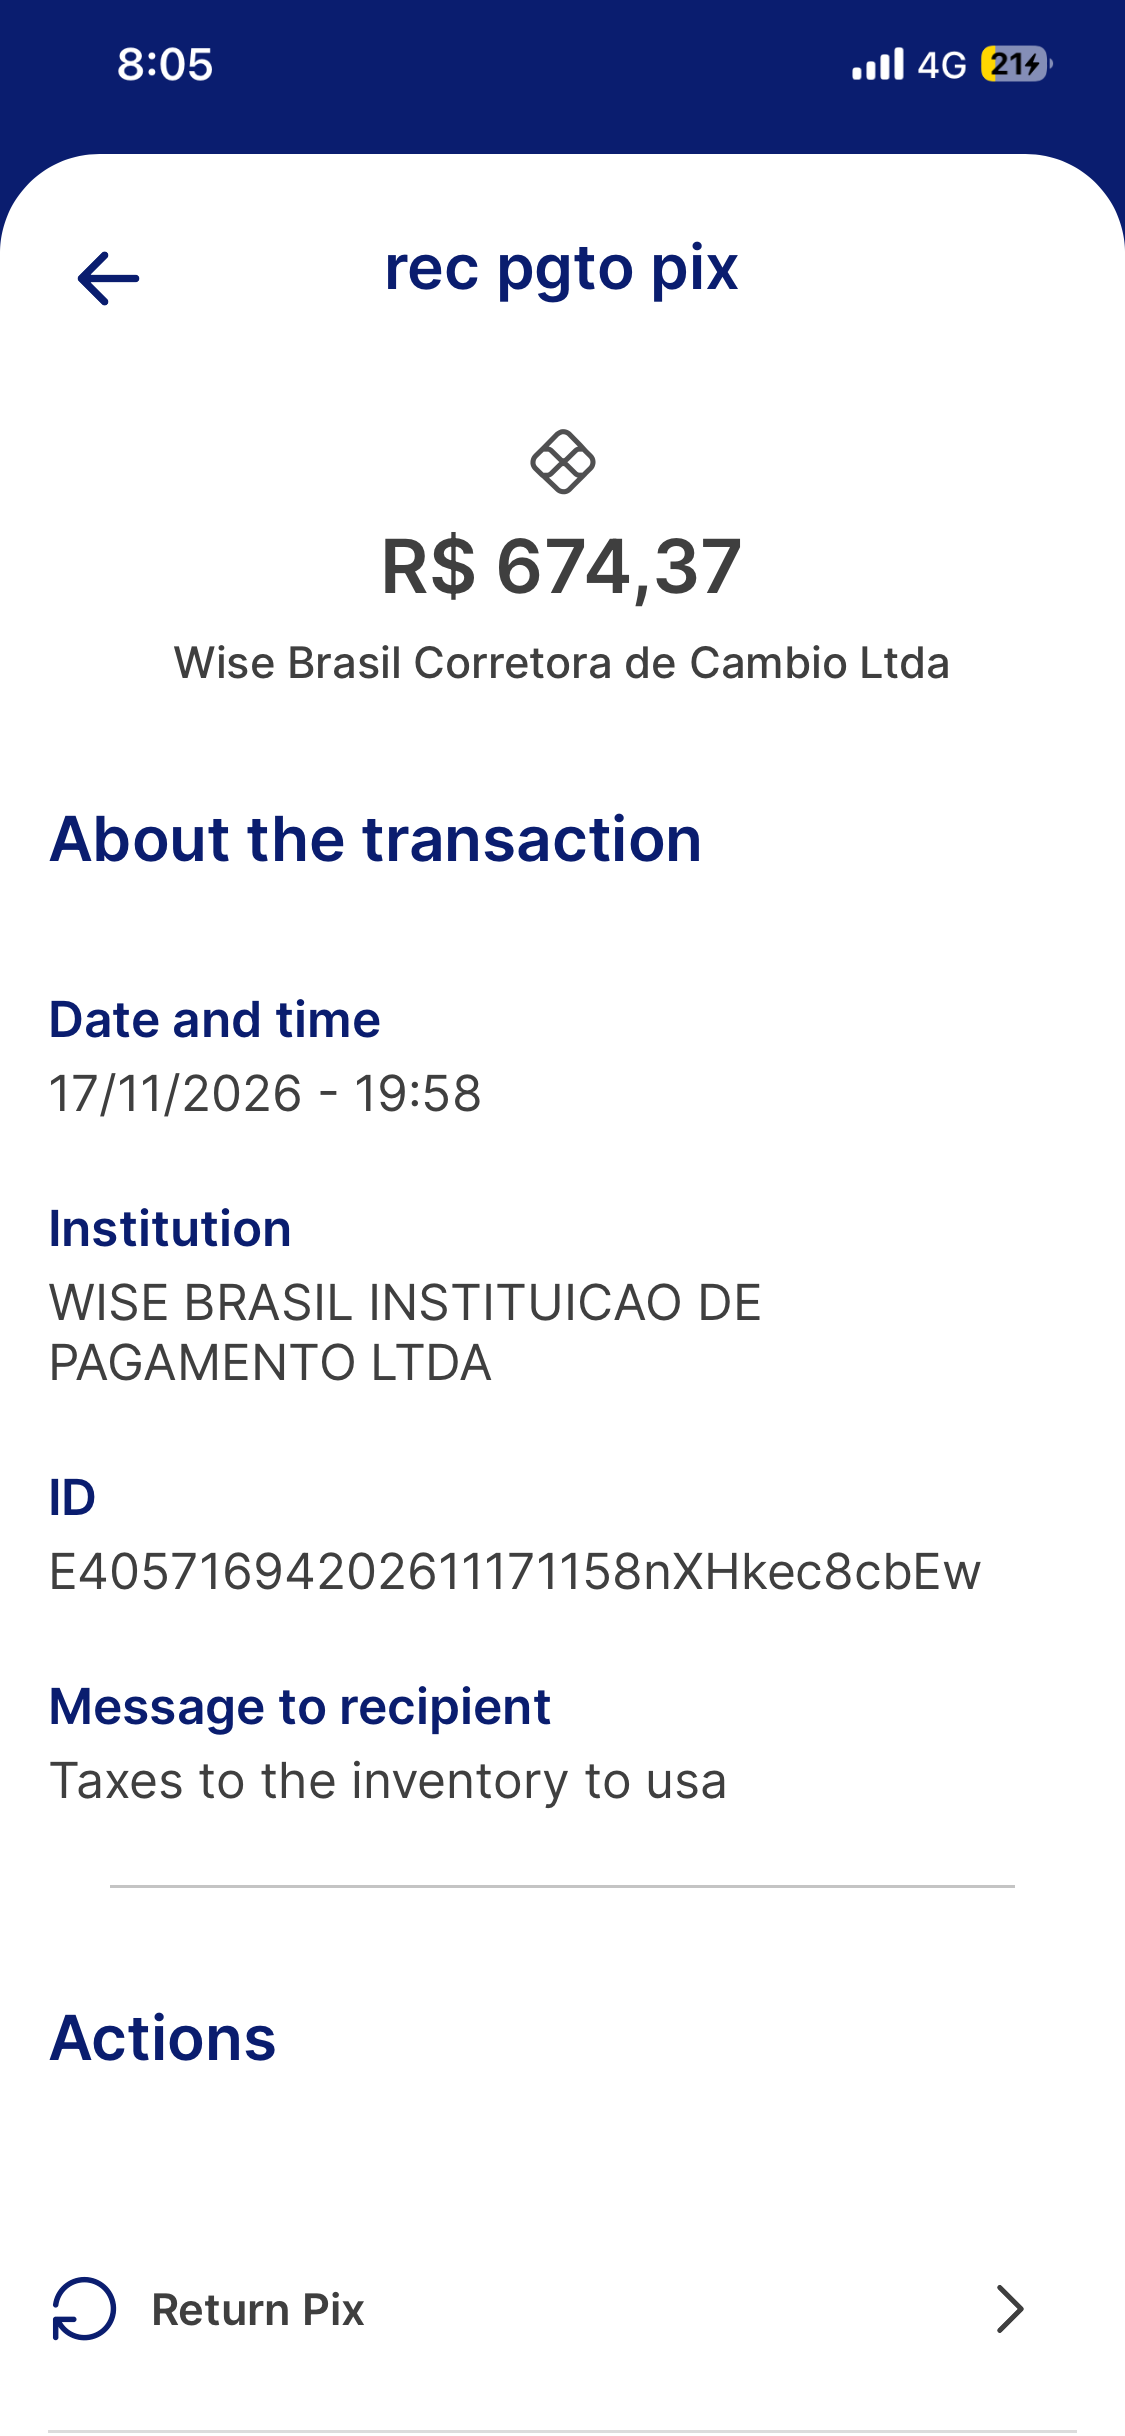 8:05
4G 21
rec pgto pix
R$ 674,37
Wise Brasil Corretora de Cambio Ltda
About the transaction
Date and time
17/11/2026 - 19:58
Institution
WISE BRASIL INSTITUICAO DE
PAGAMENTO LTDA
ID
E40571694202611171158nXHkec8cbEw
Message to recipient
Taxes to the inventory to usa
Actions
Return Pix